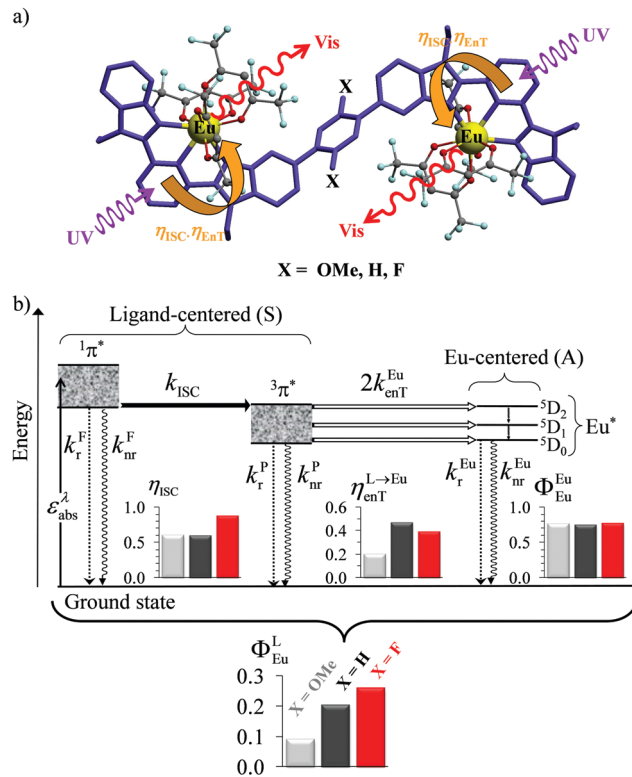 a)
Vis
η_ISC. η_EnT
UV
X
Eu
Eu
X
UV
η_ISC. η_EnT
Vis
X = OMe, H, F
b)
Ligand-centered (S)
¹π*
Eu-centered (A)
k_ISC
³π*
2k_enT^Eu
⁵D₂
⁵D₁
⁵D₀
Eu*
Energy
k_r^F
k_nr^F
k_r^P
k_nr^P
k_r^Eu
k_nr^Eu
ε_abs^λ
η_ISC
1.0
0.5
0.0
η_enT^L→Eu
0.6
0.4
0.2
0.0
Φ_Eu^Eu
1.0
0.5
0.0
Ground state
Φ_Eu^L
0.3
0.2
0.1
0.0
X = OMe
X = H
X = F